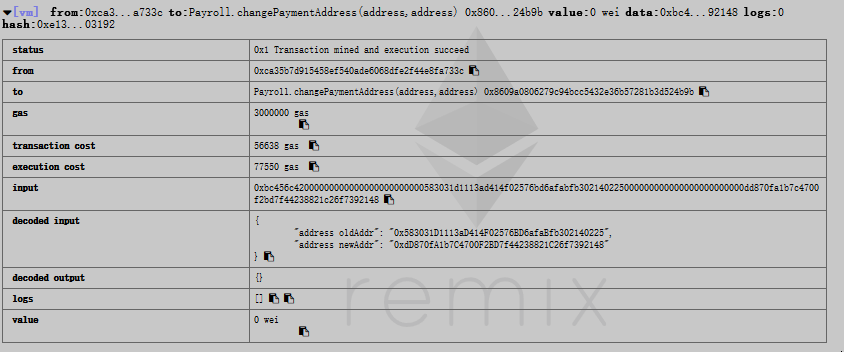 [vm] from:0xca3...a733c to:Payroll.changePaymentAddress(address,address) 0x860...24b9b value:0 wei data:0xbc4...92148 logs:0
hash:0xe13...03192
status 0x1 Transaction mined and execution succeed
from 0xca35b7d915458ef540ade6068dfe2f44e8fa733c
to Payroll.changePaymentAddress(address,address) 0x8609a0806279c94bcc5432e36b57281b3d524b9b
gas 3000000 gas
transaction cost 56638 gas
execution cost 77550 gas
input 0xbc456c42000000000000000000000000583031d1113ad414f02576bd6afabfb302140225000000000000000000000000dd870fa1b7c4700
f2bd7f44238821c26f7392148
decoded input {
"address oldAddr": "0x583031D1113aD414F02576BD6afaBfb302140225",
"address newAddr": "0xdD870fA1b7C4700F2BD7f44238821C26f7392148"
}
decoded output {}
logs []
value 0 wei
remix